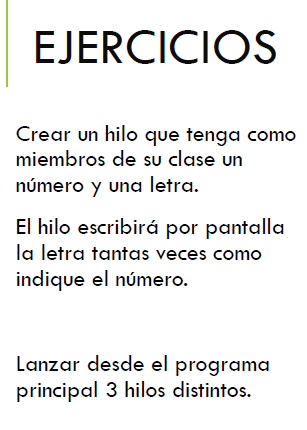 EJERCICIOS
Crear un hilo que tenga como
miembros de su clase un
número y una letra.
El hilo escribirá por pantalla
la letra tantas veces como
indique el número.
Lanzar desde el programa
principal 3 hilos distintos.